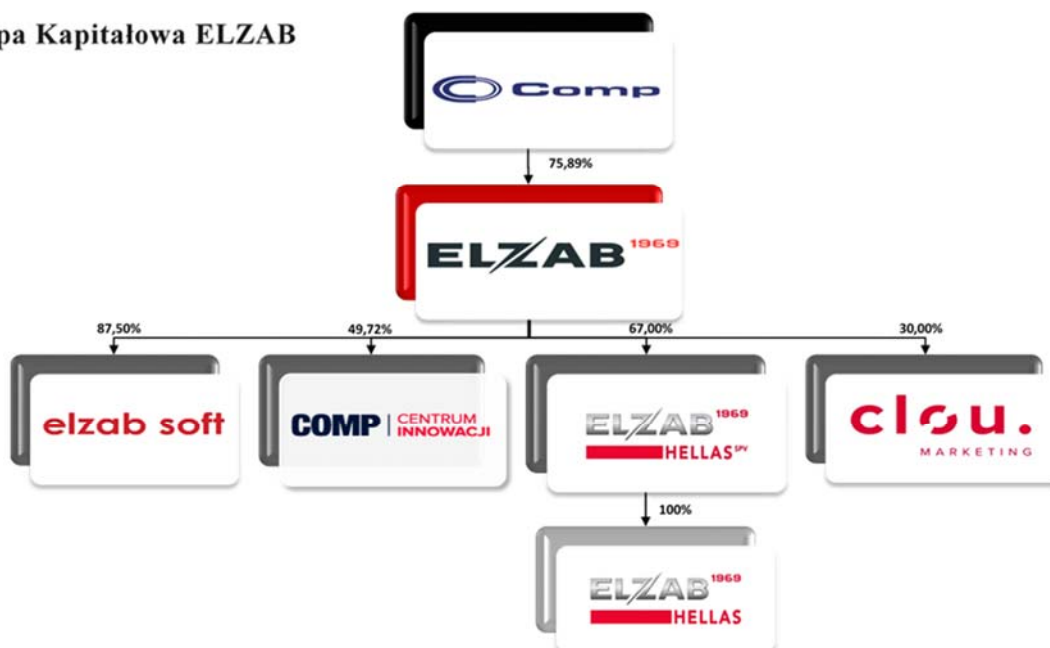 Kapitałowa ELZAB
Comp
75,89%
ELZAB 1969
87,50%
49,72%
67,00%
30,00%
elzab soft
COMP | CENTRUM
INNOWACJI
ELZAB 1969
HELLAS SPV
clou.
MARKETING
100%
ELZAB 1969
HELLAS